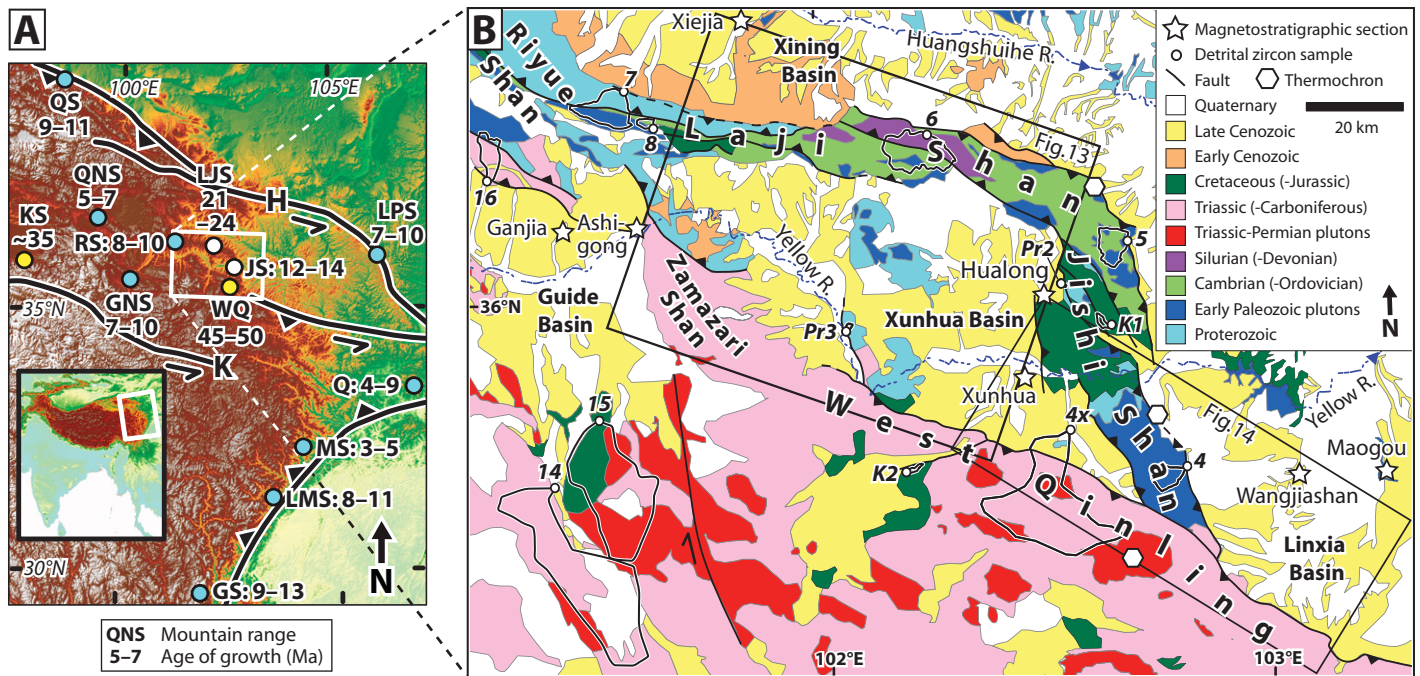 A
100°E
105°E
QS
9–11
QNS
5–7
LJS
21
–24
H
KS
~35
RS: 8–10
LPS
7–10
JS: 12–14
GNS
7–10
WQ
45–50
35°N
K
Q: 4–9
MS: 3–5
LMS: 8–11
30°N
N
GS: 9–13
QNS Mountain range
5–7 Age of growth (Ma)
B
Xiejia
Xining
Basin
Huangshuihe R.
Riyue
Shan
7
8
6
Laji Shan
Fig.13
16
Ganjia
Ashi-
gong
Yellow R.
Pr2
5
Hualong
Jishi Shan
36°N
Guide
Basin
Zamazari
Shan
Pr3
Xunhua Basin
K1
Xunhua
Yellow R.
Fig.14
15
West Qinling
4x
Maogou
14
K2
4
Wangjiashan
Linxia
Basin
102°E
103°E
Magnetostratigraphic section
Detrital zircon sample
Fault
Thermochron
Quaternary
20 km
Late Cenozoic
Early Cenozoic
Cretaceous (-Jurassic)
Triassic (-Carboniferous)
Triassic-Permian plutons
Silurian (-Devonian)
Cambrian (-Ordovician)
Early Paleozoic plutons
Proterozoic
N